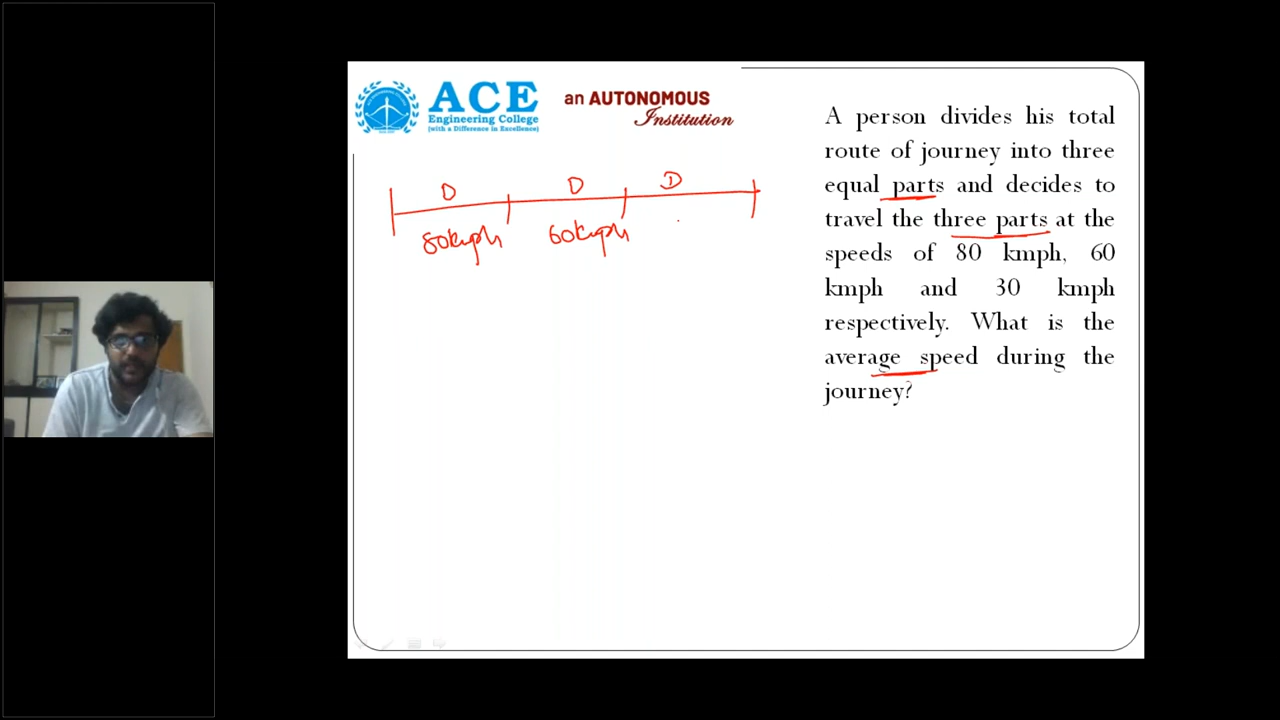 ACE
Engineering College
(with a Difference in Excellence)
an AUTONOMOUS
Institution
A person divides his total
route of journey into three
equal parts and decides to
travel the three parts at the
speeds of 80 kmph, 60
kmph and 30 kmph
respectively. What is the
average speed during the
journey?
D D D
80kmph 60kmph